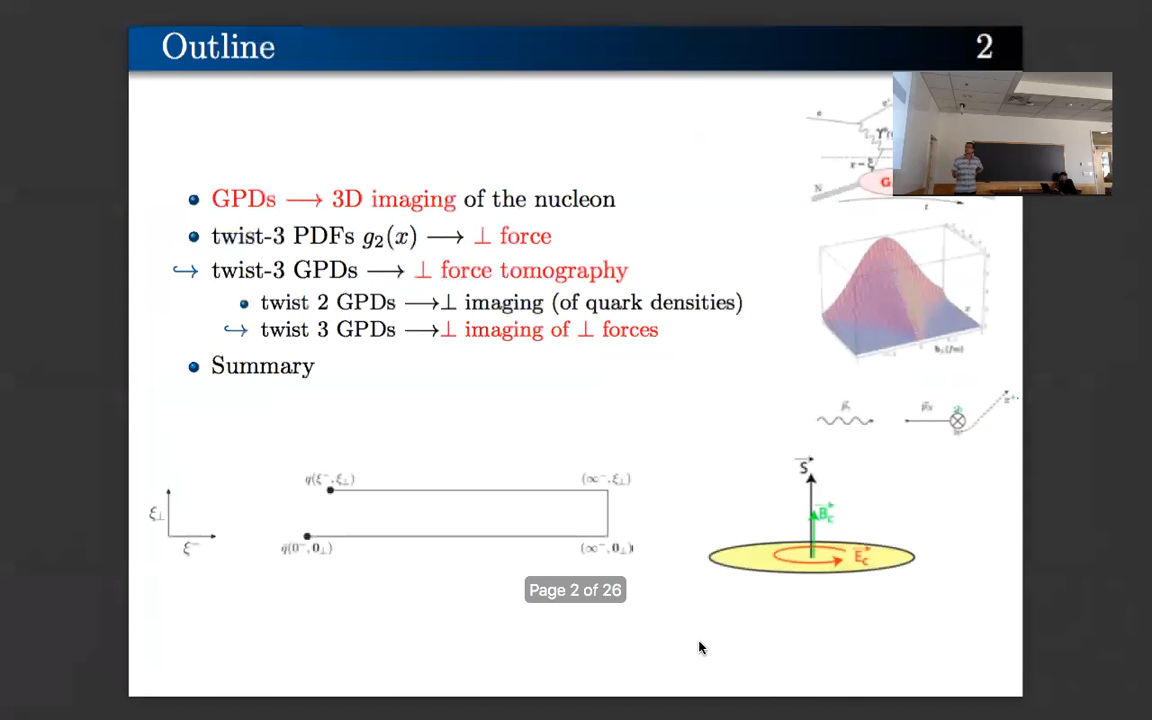 Outline 2
GPDs ⟶ 3D imaging of the nucleon
twist-3 PDFs g₂(x) ⟶ ⊥ force
↪ twist-3 GPDs ⟶ ⊥ force tomography
twist 2 GPDs ⟶⊥ imaging (of quark densities)
↪ twist 3 GPDs ⟶⊥ imaging of ⊥ forces
Summary
N
t
q(ξ⁻,ξ⊥) (∞⁻,ξ⊥)
ξ⊥
ξ⁻
q̄(0⁻,0⊥) (∞⁻,0⊥)
S⃗
B⃗c
E⃗c
Page 2 of 26